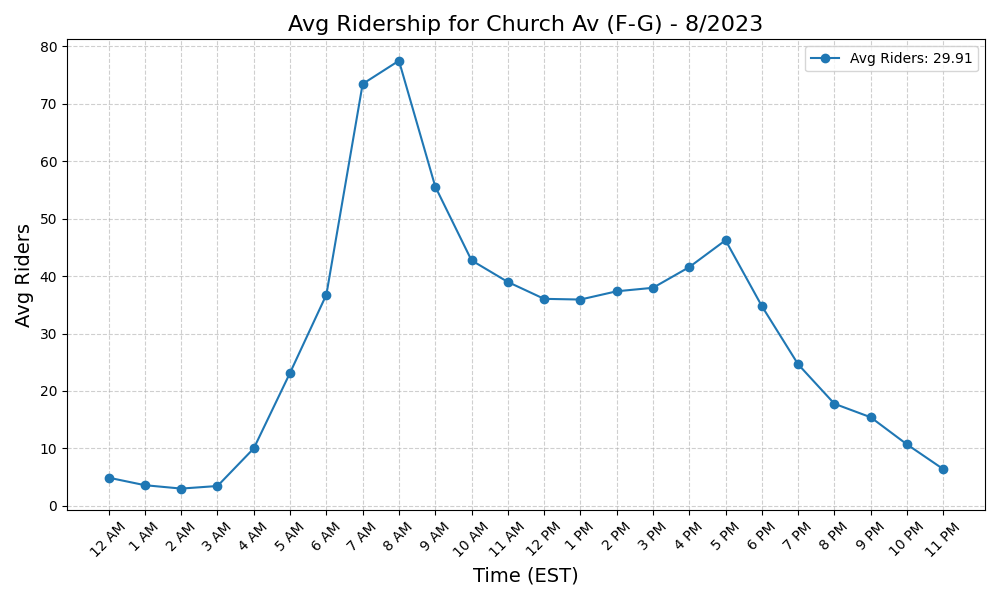 Avg Ridership for Church Av (F-G) - 8/2023
Avg Riders: 29.91
Avg Riders
80
70
60
50
40
30
20
10
0
12 AM
1 AM
2 AM
3 AM
4 AM
5 AM
6 AM
7 AM
8 AM
9 AM
10 AM
11 AM
12 PM
1 PM
2 PM
3 PM
4 PM
5 PM
6 PM
7 PM
8 PM
9 PM
10 PM
11 PM
Time (EST)